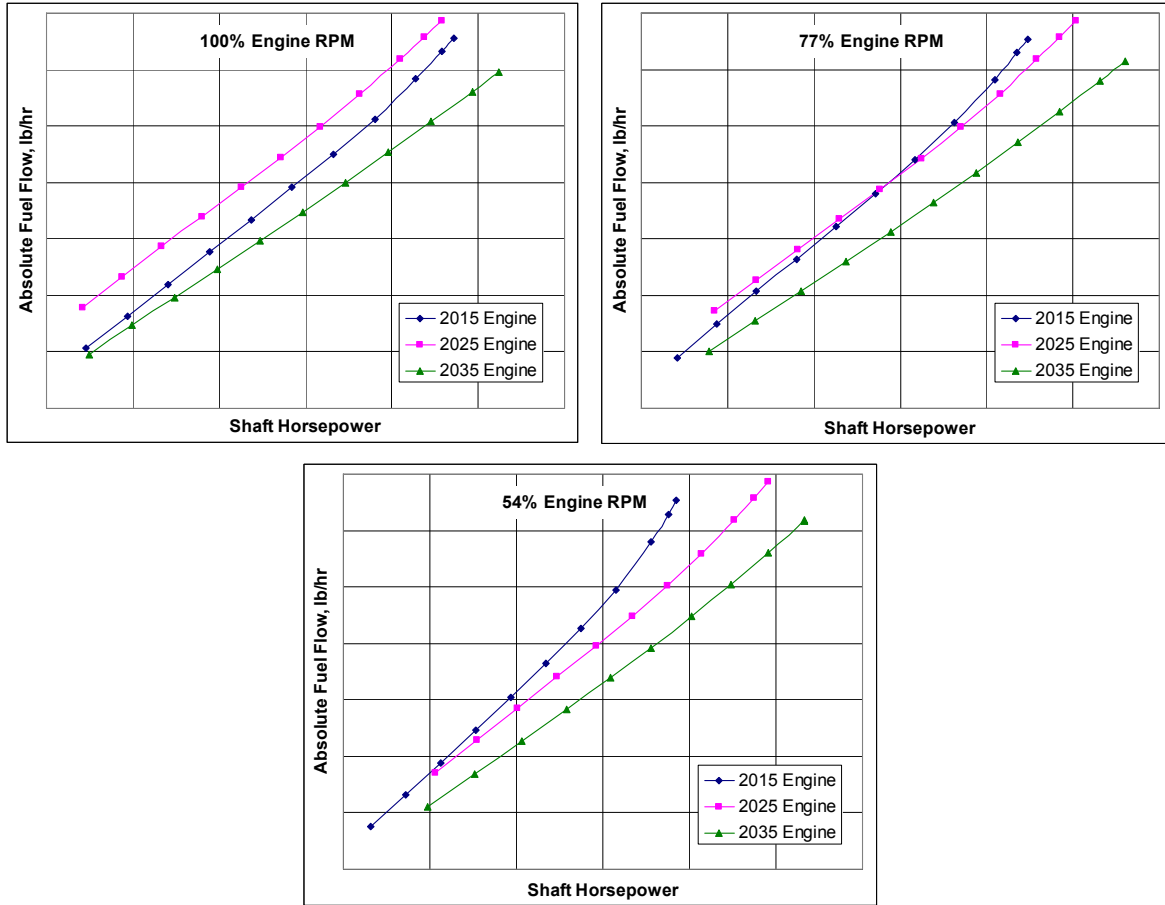 100% Engine RPM
Absolute Fuel Flow, lb/hr
2015 Engine
2025 Engine
2035 Engine
Shaft Horsepower
77% Engine RPM
Absolute Fuel Flow, lb/hr
2015 Engine
2025 Engine
2035 Engine
Shaft Horsepower
54% Engine RPM
Absolute Fuel Flow, lb/hr
2015 Engine
2025 Engine
2035 Engine
Shaft Horsepower